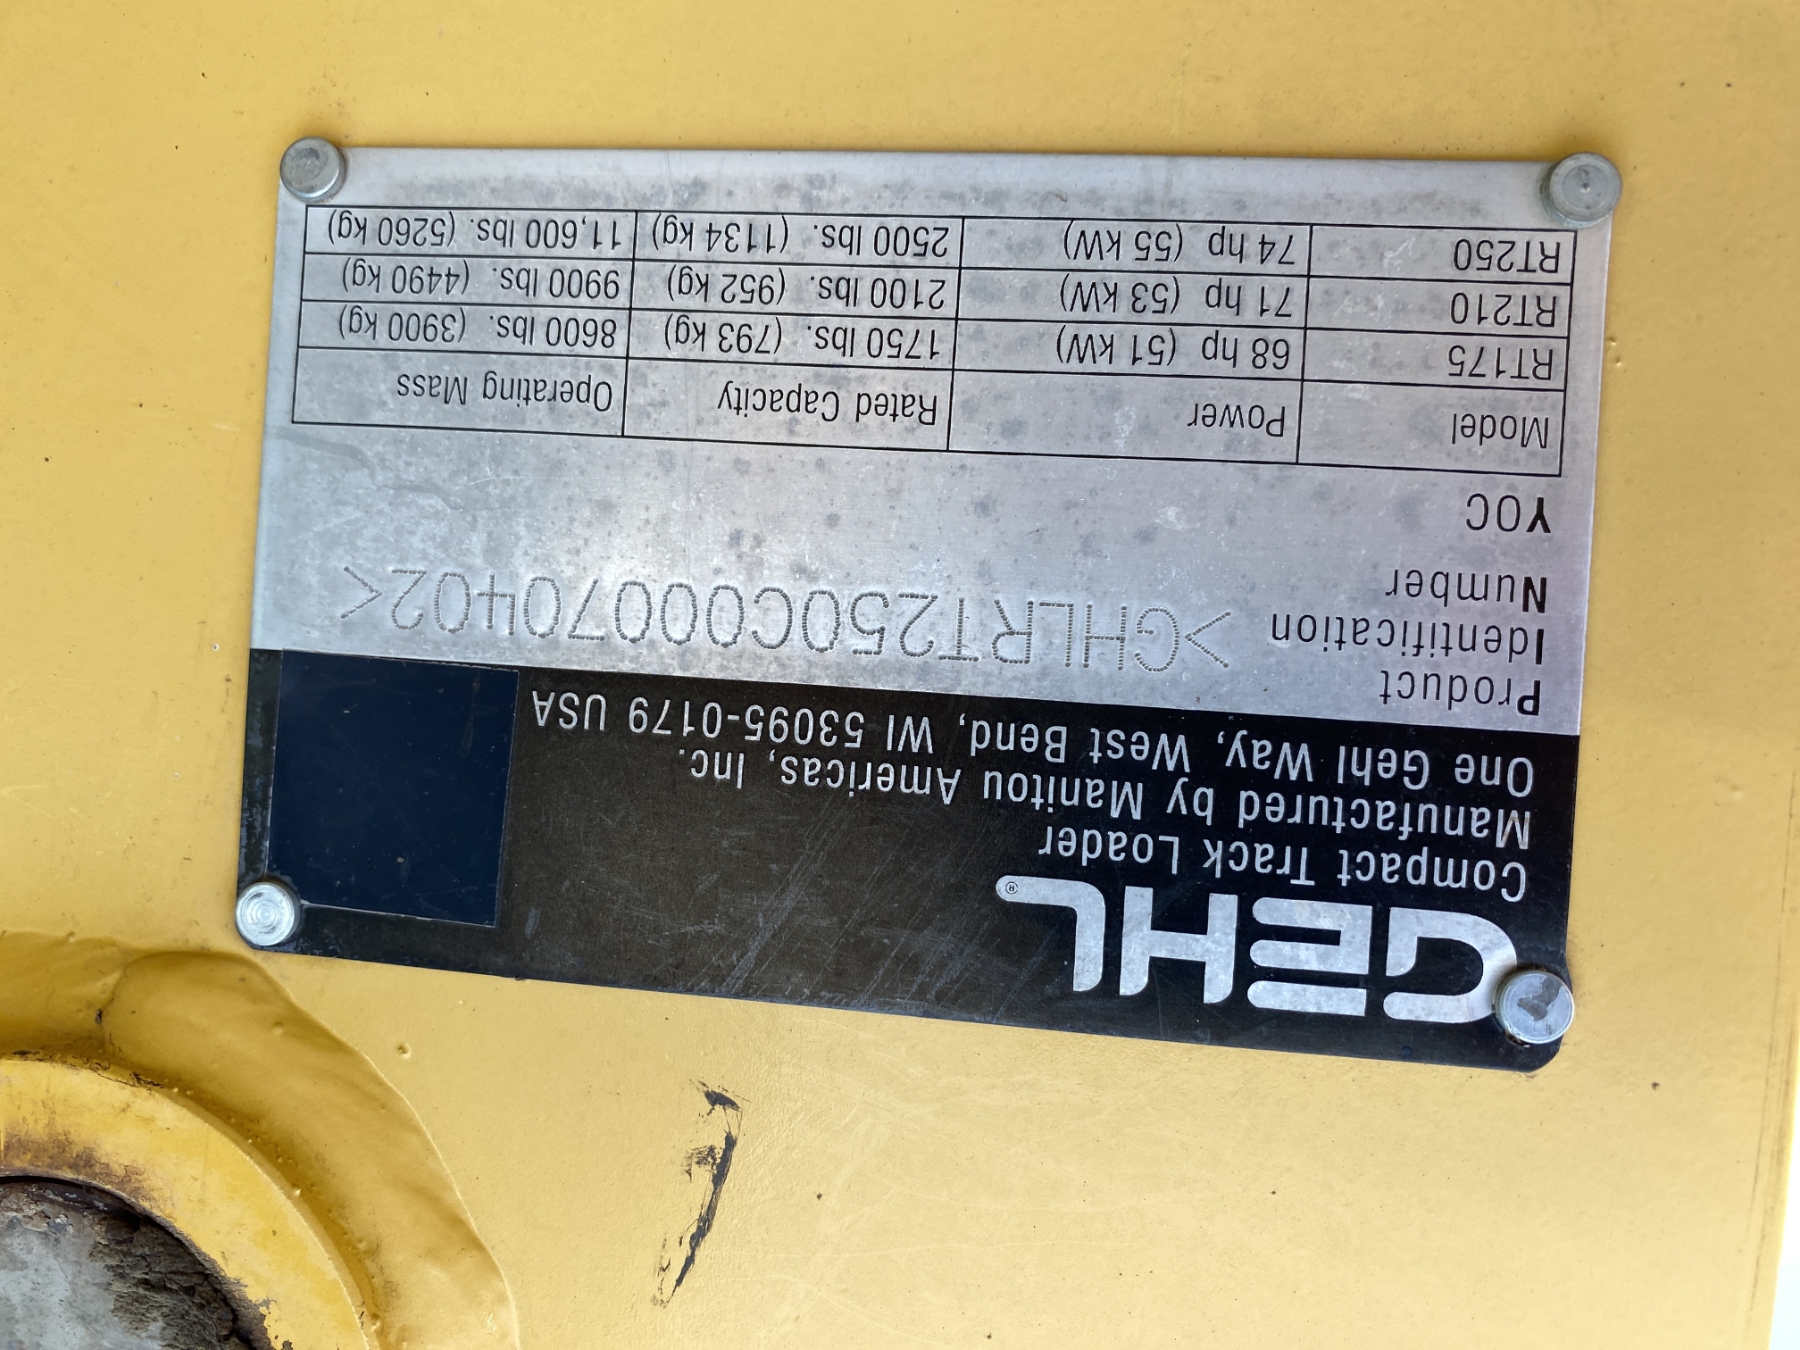 GEHL®
Compact Track Loader
Manufactured by Manitou Americas, Inc.
One Gehl Way, West Bend, WI 53095-0179 USA
Product
Identification >GHLRT250C00070402<
Number
YOC
Model Power Rated Capacity Operating Mass
RT175 68 hp (51 kW) 1750 lbs. (793 kg) 8600 lbs. (3900 kg)
RT210 71 hp (53 kW) 2100 lbs. (952 kg) 9900 lbs. (4490 kg)
RT250 74 hp (55 kW) 2500 lbs. (1134 kg) 11,600 lbs. (5260 kg)